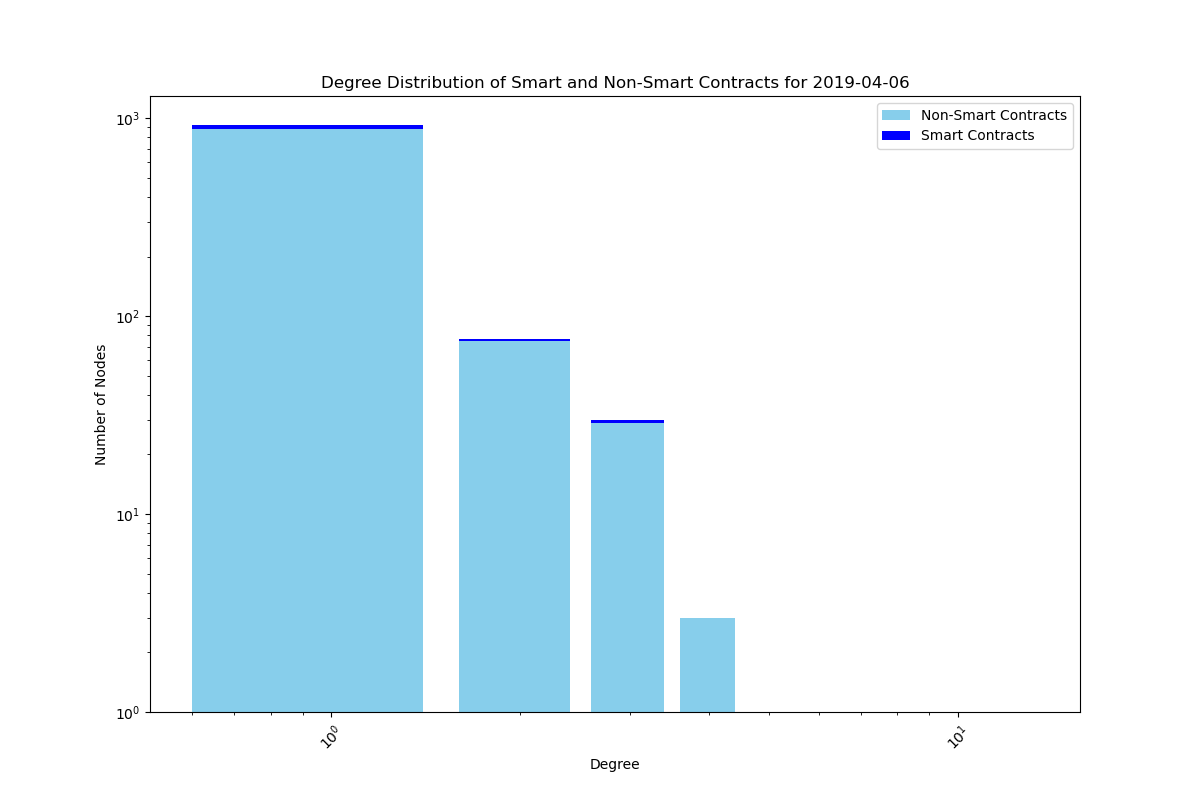 Degree Distribution of Smart and Non-Smart Contracts for 2019-04-06
Non-Smart Contracts
Smart Contracts
Number of Nodes
10³
10²
10¹
10⁰
10⁰
10¹
Degree